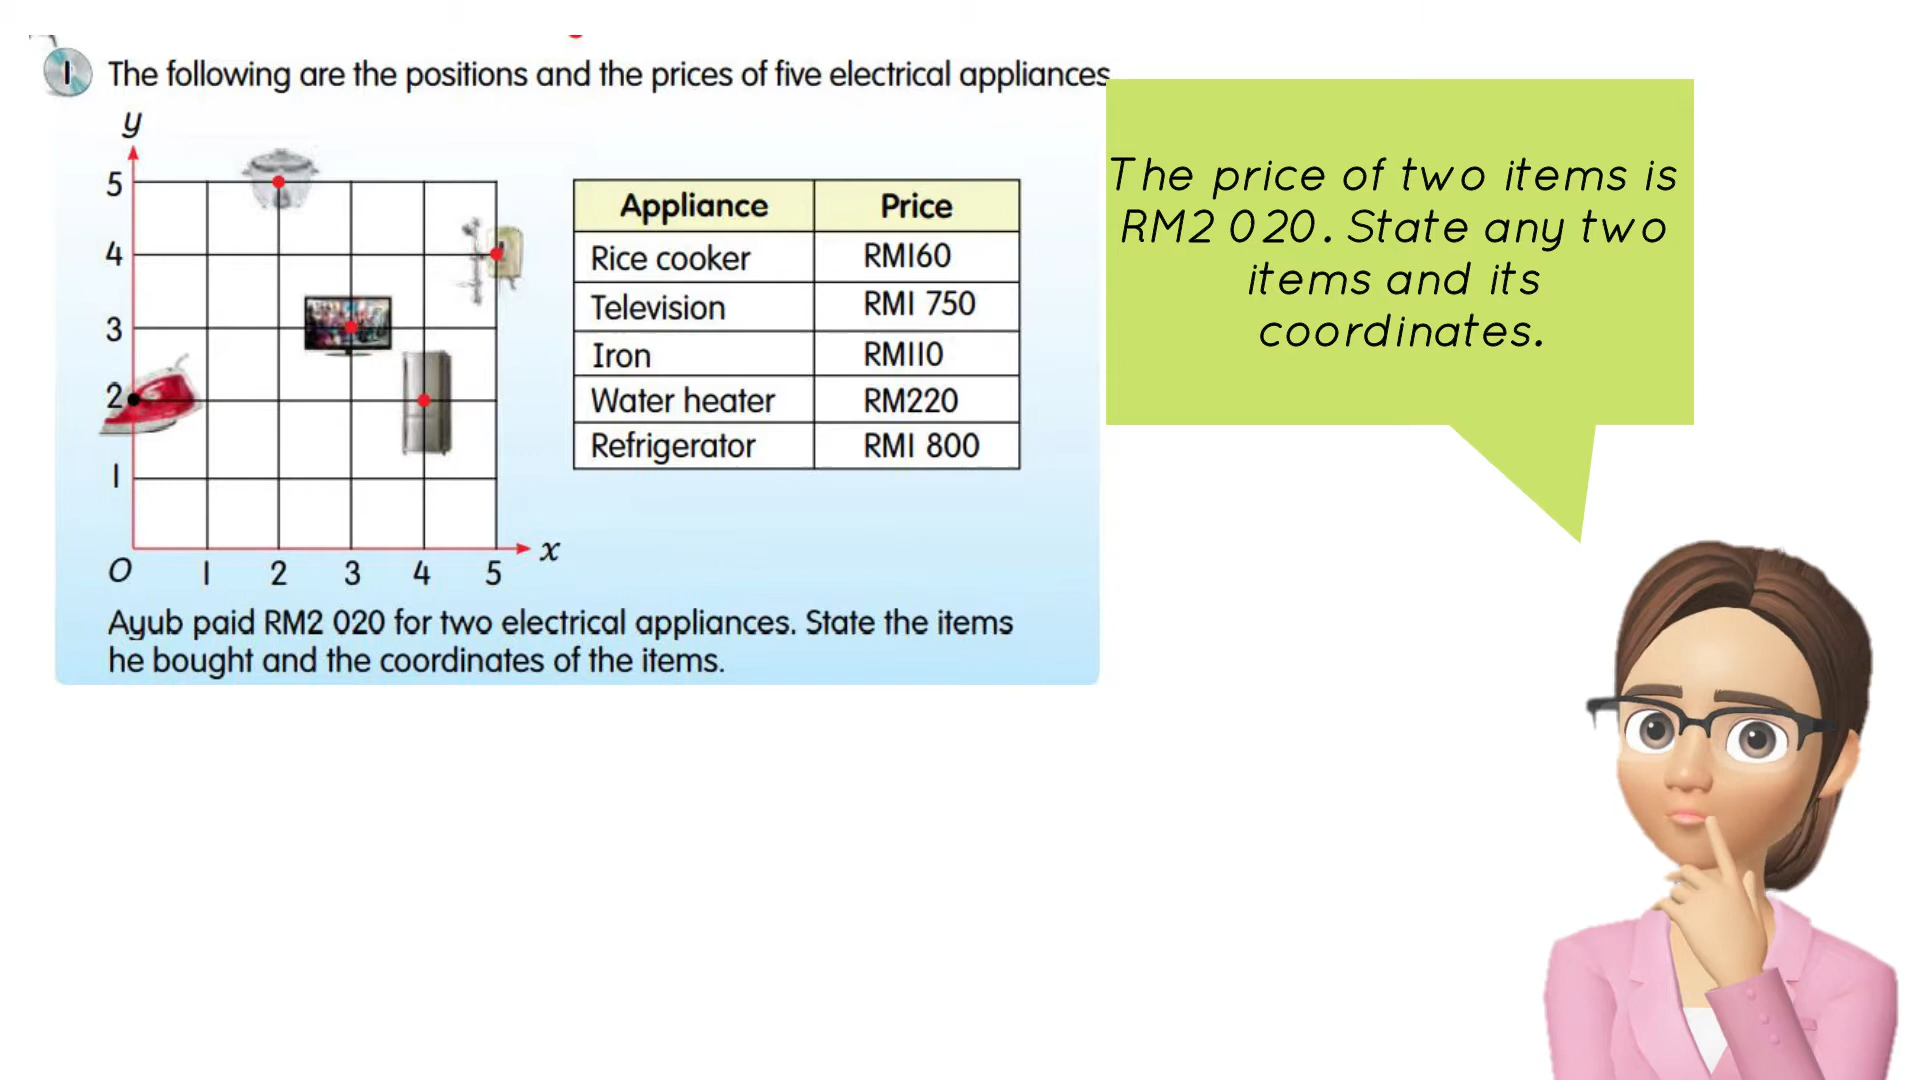 1 The following are the positions and the prices of five electrical appliances
y
5
4
3
2
1
O 1 2 3 4 5 x
Appliance Price
Rice cooker RM160
Television RM1 750
Iron RM110
Water heater RM220
Refrigerator RM1 800
Ayub paid RM2 020 for two electrical appliances. State the items
he bought and the coordinates of the items.
The price of two items is
RM2 020. State any two
items and its
coordinates.